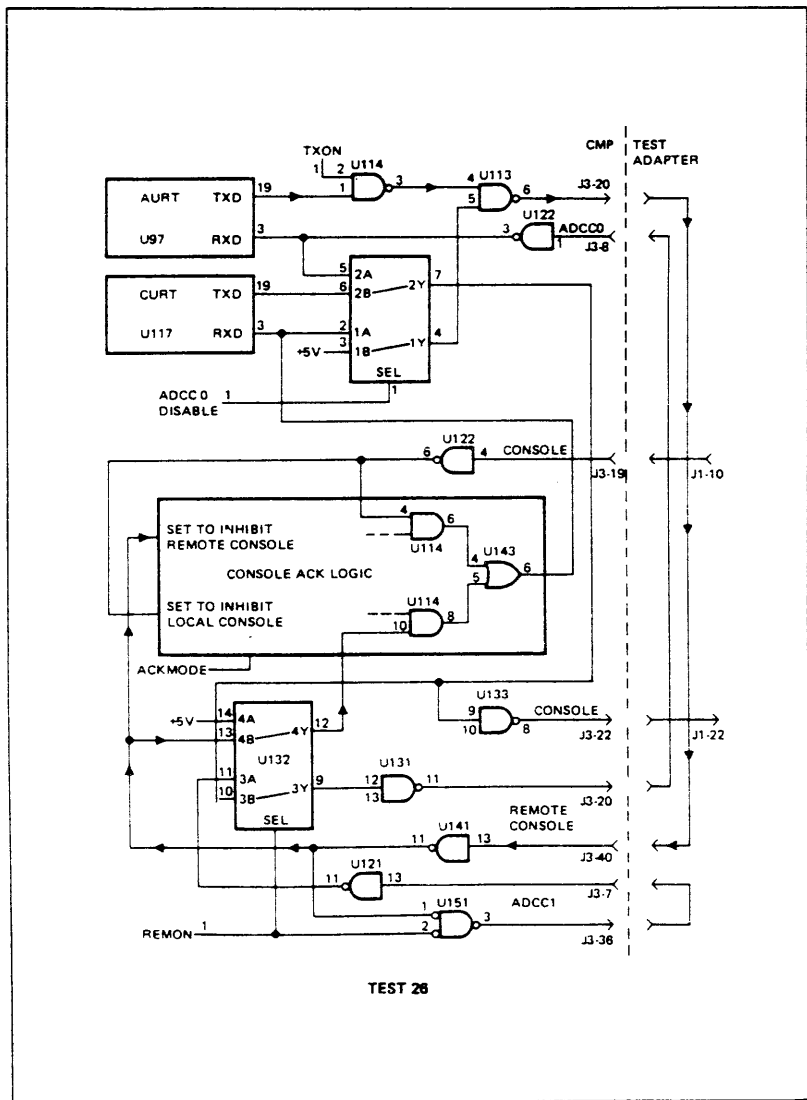 CMP TEST
ADAPTER
TXON
1 2 U114
1 3
4 U113
5 6
J3-20
AURT TXD 19
U97 RXD 3
U122
3 1 ADCC0
J3-8
CURT TXD 19
U117 RXD 3
5 2A 2Y 7
6 2B
2 1A
+5V 3 1B 1Y 4
SEL
1
ADCC 0 1
DISABLE
U122
6 4 CONSOLE
J3-19 J1-10
SET TO INHIBIT
REMOTE CONSOLE
4 6
U114
U143
4
5 6
CONSOLE ACK LOGIC
U114
10 8
SET TO INHIBIT
LOCAL CONSOLE
ACKMODE
+5V 14 4A
13 4B 4Y 12
U132
11 3A
10 3B 3Y 9
SEL
U133
9
10 8
CONSOLE
J3-22 J1-22
U131
12
13 11
J3-20
REMOTE
CONSOLE
U141
11 13
J3-40
U121
11 13
J3-7
ADCC1
U151
1
2 3
J3-36
REMON 1
TEST 26